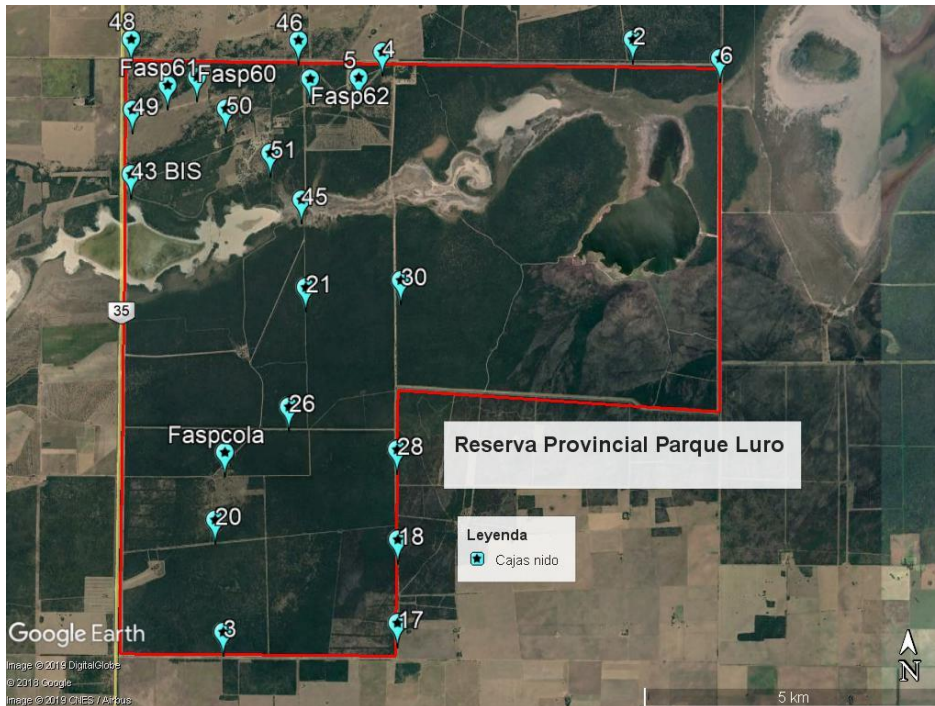 48
46
4
2
6
5
Fasp61
Fasp60
Fasp62
49
50
51
43 BIS
45
30
21
35
26
Faspcola
28
Reserva Provincial Parque Luro
20
18
Leyenda
Cajas nido
3
17
Google Earth
Image © 2019 DigitalGlobe
© 2018 Google
Image © 2019 CNES / Airbus
N
5 km